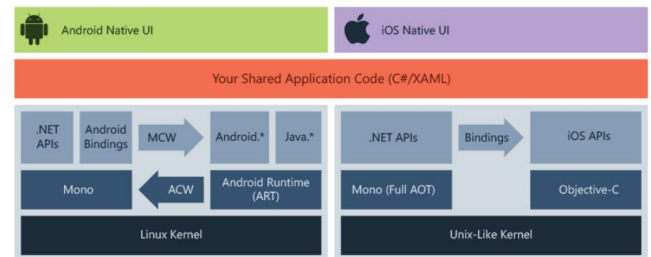 Android Native UI
iOS Native UI
Your Shared Application Code (C#/XAML)
.NET
APIs
Android
Bindings
MCW
Android.*
Java.*
.NET APIs
Bindings
iOS APIs
Mono
ACW
Android Runtime
(ART)
Mono (Full AOT)
Objective-C
Linux Kernel
Unix-Like Kernel